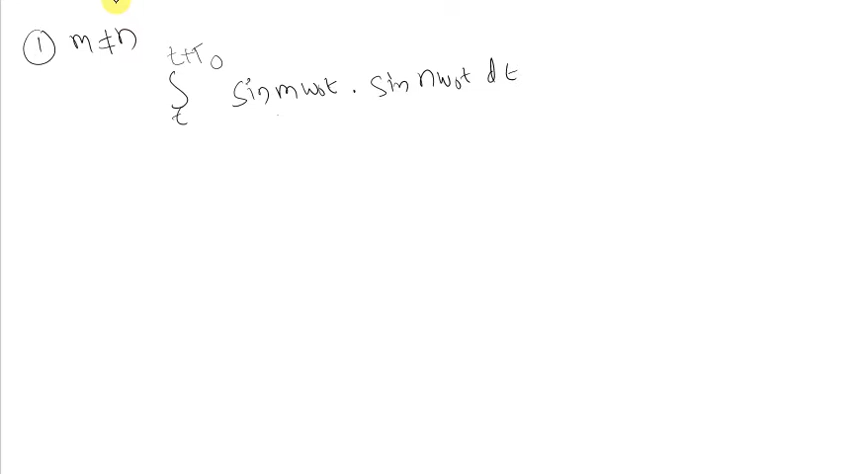 ① m≠n
∫ₜ^{t+T₀} sin mω₀t . sin nω₀t dt